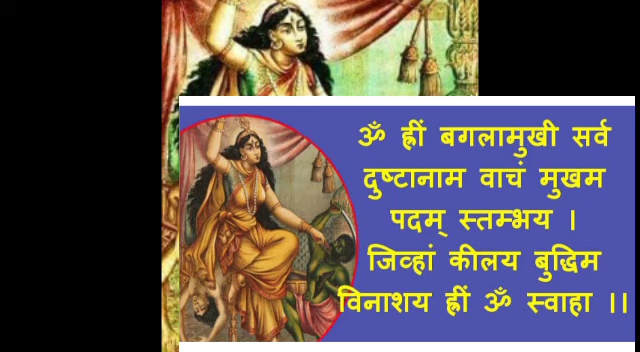 ॐ ह्रीं बगलामुखी सर्व
दुष्टानाम वाचं मुखम
पदम् स्तम्भय ।
जिव्हां कीलय बुद्धिम
विनाशय ह्रीं ॐ स्वाहा ।।